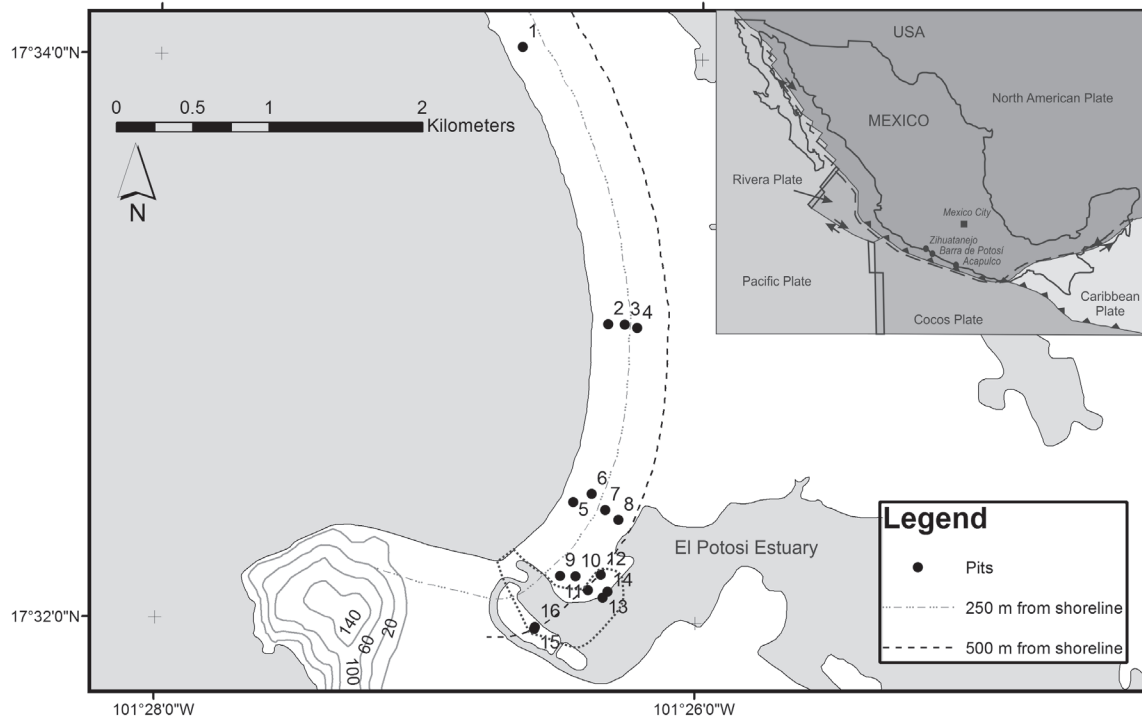 17°34'0"N
1
0 0.5 1 2
Kilometers
N
USA
North American Plate
MEXICO
Rivera Plate
Mexico City
Zihuatanejo
Barra de Potosí
Acapulco
Pacific Plate
Caribbean
Plate
Cocos Plate
2 3 4
6
5 7 8
El Potosi Estuary
9 10 12
11 14
13
16
15
140
60
20
100
Legend
Pits
250 m from shoreline
500 m from shoreline
17°32'0"N
101°28'0"W
101°26'0"W